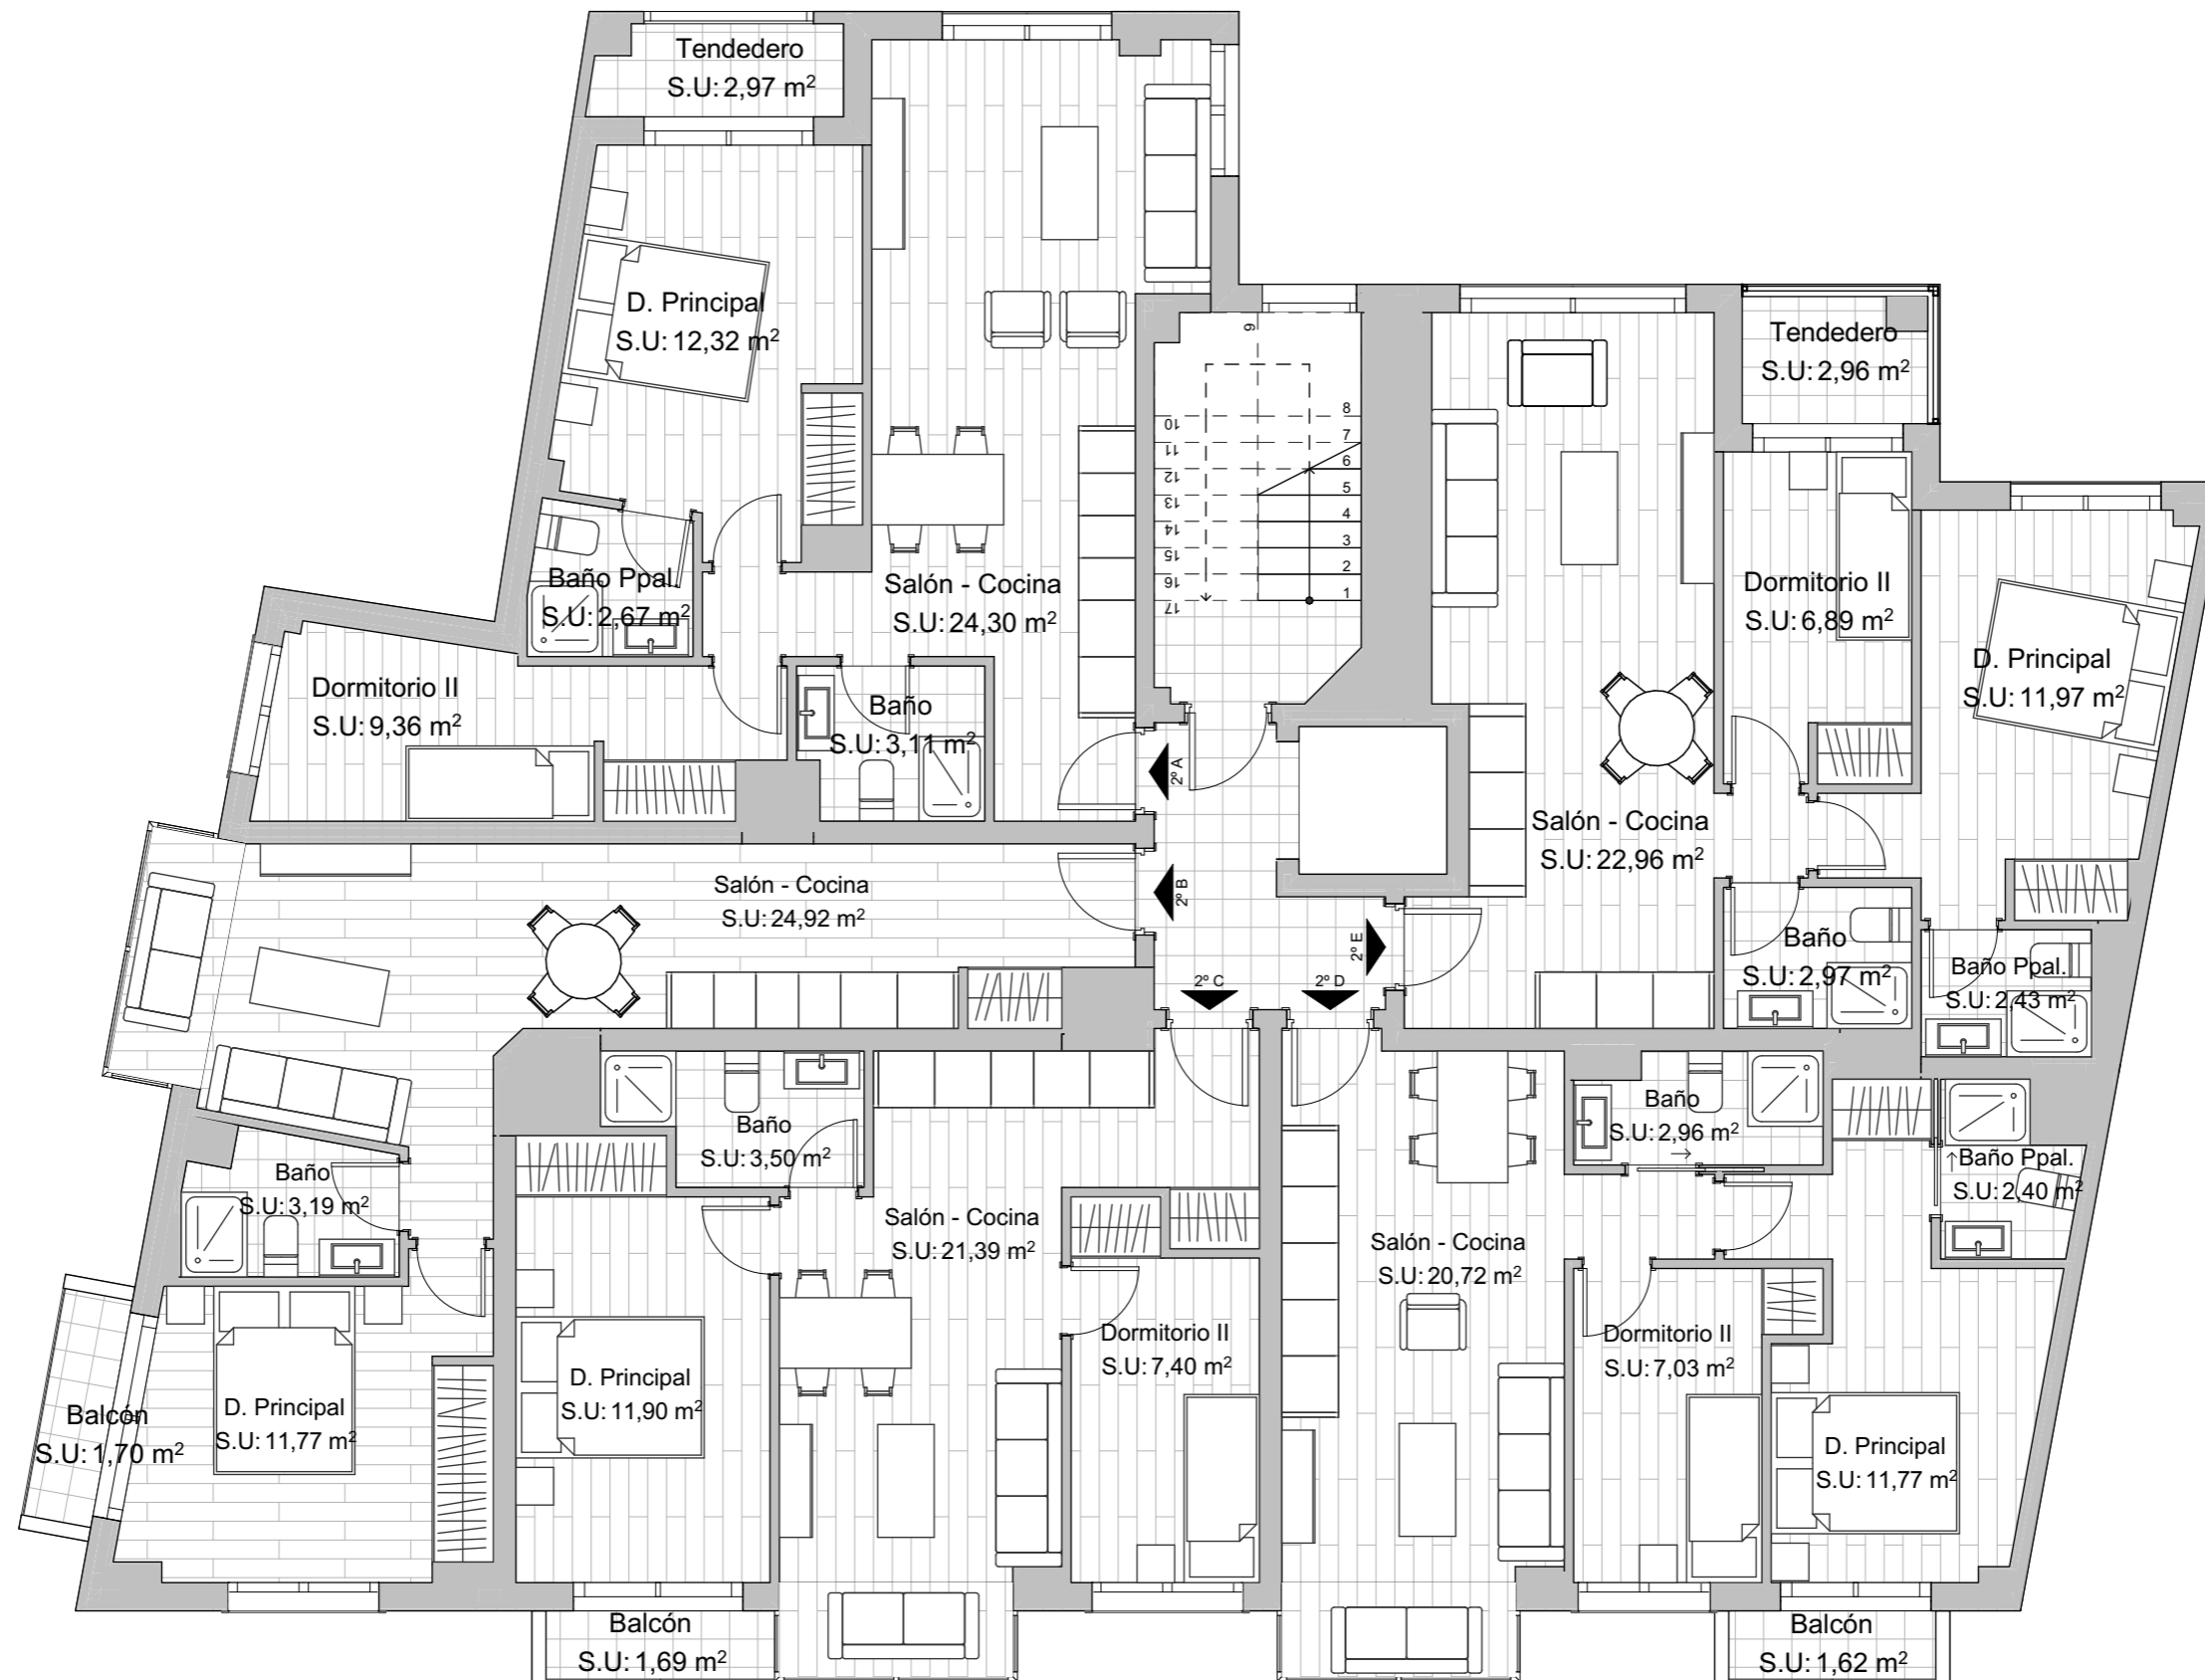 Tendedero
S.U: 2,97 m²
D. Principal
S.U: 12,32 m²
Baño Ppal.
S.U: 2,67 m²
Salón - Cocina
S.U: 24,30 m²
Dormitorio II
S.U: 9,36 m²
Baño
S.U: 3,11 m²
9
8
7
6
5
4
3
2
1
10
11
12
13
14
15
16
17
Tendedero
S.U: 2,96 m²
Dormitorio II
S.U: 6,89 m²
D. Principal
S.U: 11,97 m²
Salón - Cocina
S.U: 22,96 m²
Baño
S.U: 2,97 m²
Baño Ppal.
S.U: 2,43 m²
2º A
2º B
2º E
2º C
2º D
Salón - Cocina
S.U: 24,92 m²
Baño
S.U: 3,19 m²
Balcón
S.U: 1,70 m²
D. Principal
S.U: 11,77 m²
Baño
S.U: 3,50 m²
D. Principal
S.U: 11,90 m²
Salón - Cocina
S.U: 21,39 m²
Dormitorio II
S.U: 7,40 m²
Balcón
S.U: 1,69 m²
Baño
S.U: 2,96 m²
Salón - Cocina
S.U: 20,72 m²
Dormitorio II
S.U: 7,03 m²
Baño Ppal.
S.U: 2,40 m²
D. Principal
S.U: 11,77 m²
Balcón
S.U: 1,62 m²